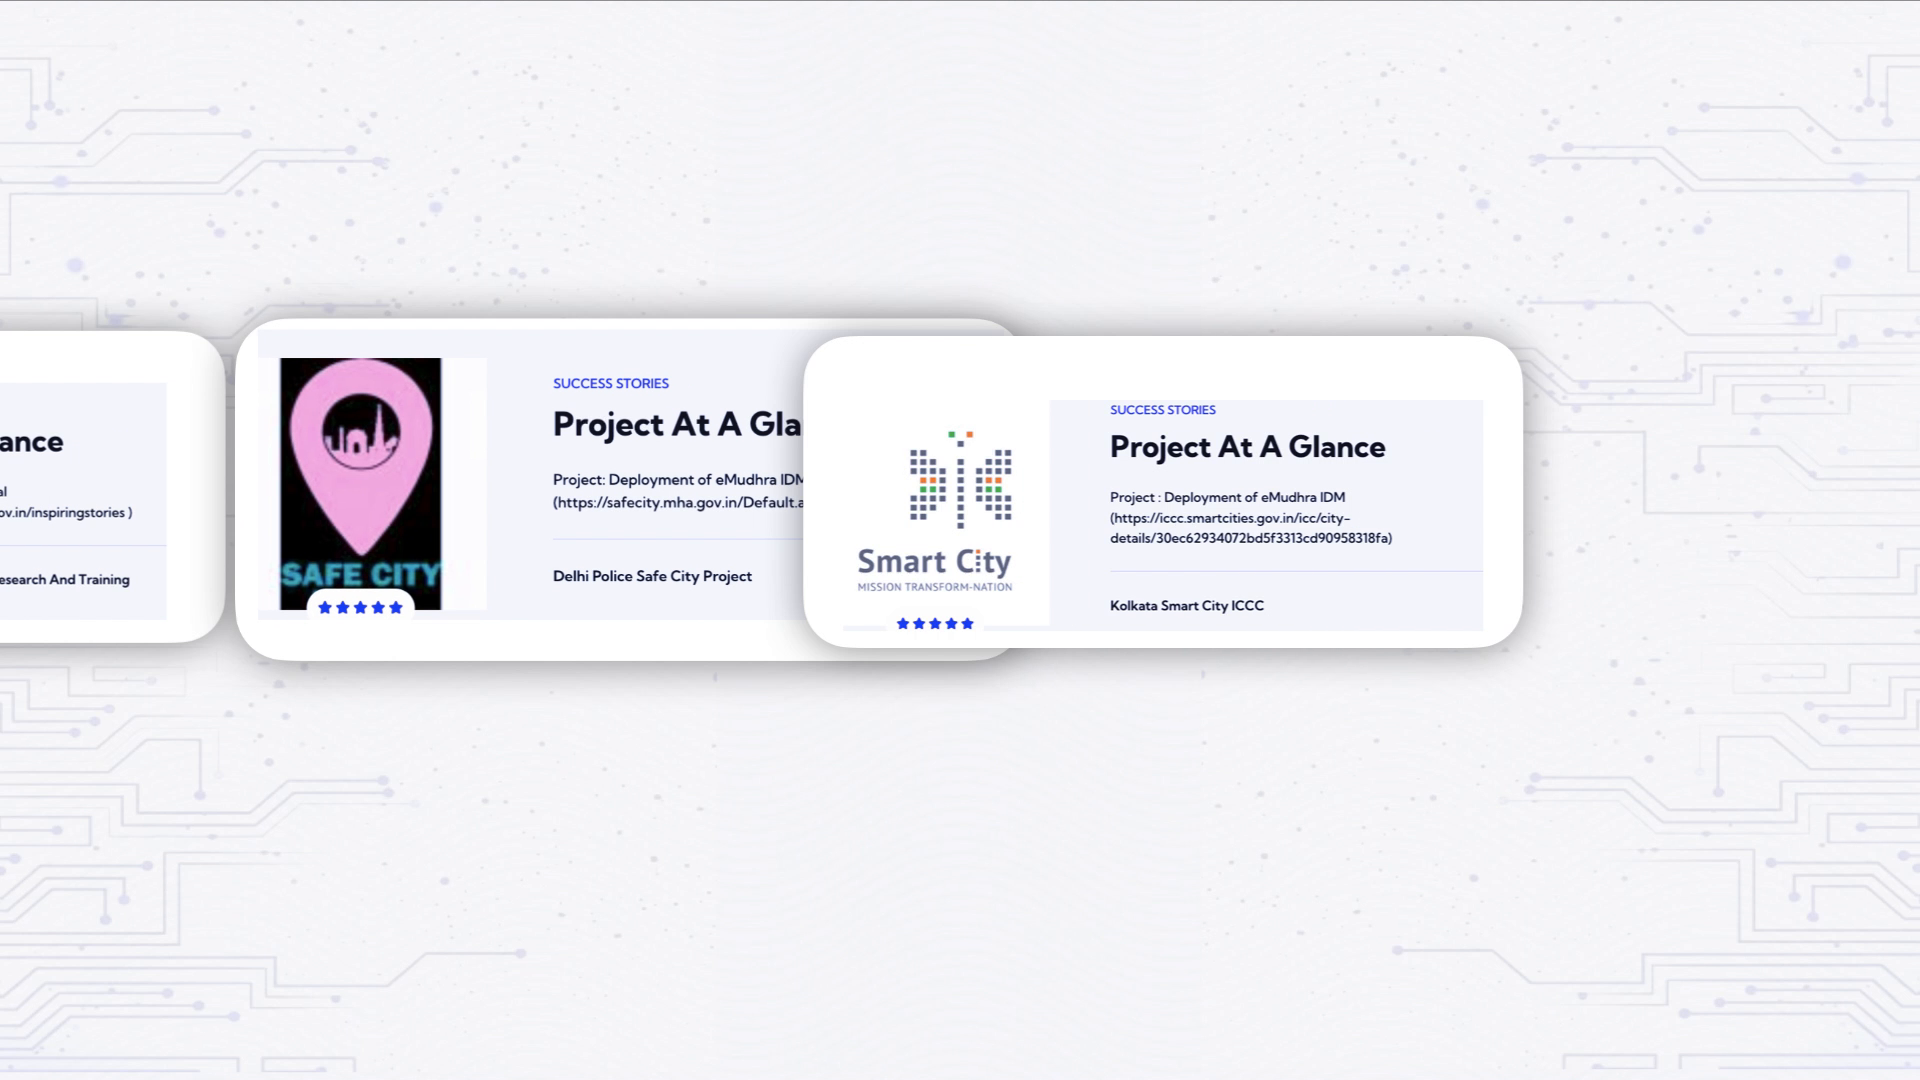 ance
al
ov.in/inspiringstories )
esearch And Training
SAFE CITY
SUCCESS STORIES
Project At A Gla
Project: Deployment of eMudhra IDM
(https://safecity.mha.gov.in/Default.a
Delhi Police Safe City Project
Smart City
MISSION TRANSFORM-NATION
SUCCESS STORIES
Project At A Glance
Project : Deployment of eMudhra IDM
(https://iccc.smartcities.gov.in/icc/city-
details/30ec62934072bd5f3313cd90958318fa)
Kolkata Smart City ICCC